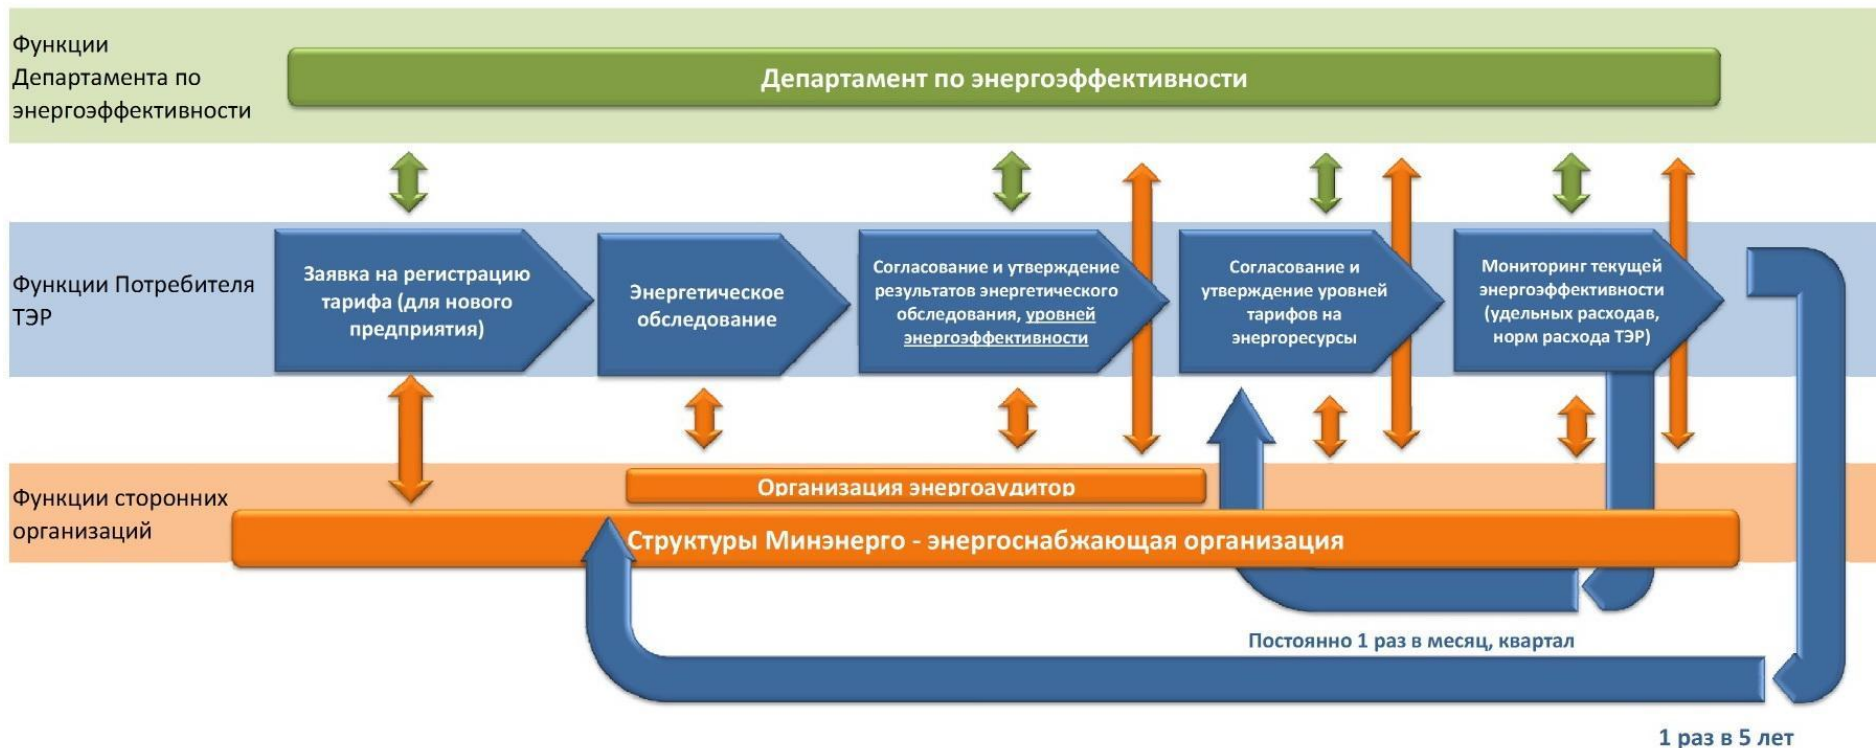 Функции
Департамента по
энергоэффективности
Департамент по энергоэффективности
Функции Потребителя
ТЭР
Заявка на регистрацию
тарифа (для нового
предприятия)
Энергетическое
обследование
Согласование и утверждение
результатов энергетического
обследования, уровней
энергоэффективности
Согласование и
утверждение уровней
тарифов на
энергоресурсы
Мониторинг текущей
энергоэффективности
(удельных расходав,
норм расхода ТЭР)
Функции сторонних
организаций
Организация энергоаудитор
Структуры Минэнерго - энергоснабжающая организация
Постоянно 1 раз в месяц, квартал
1 раз в 5 лет